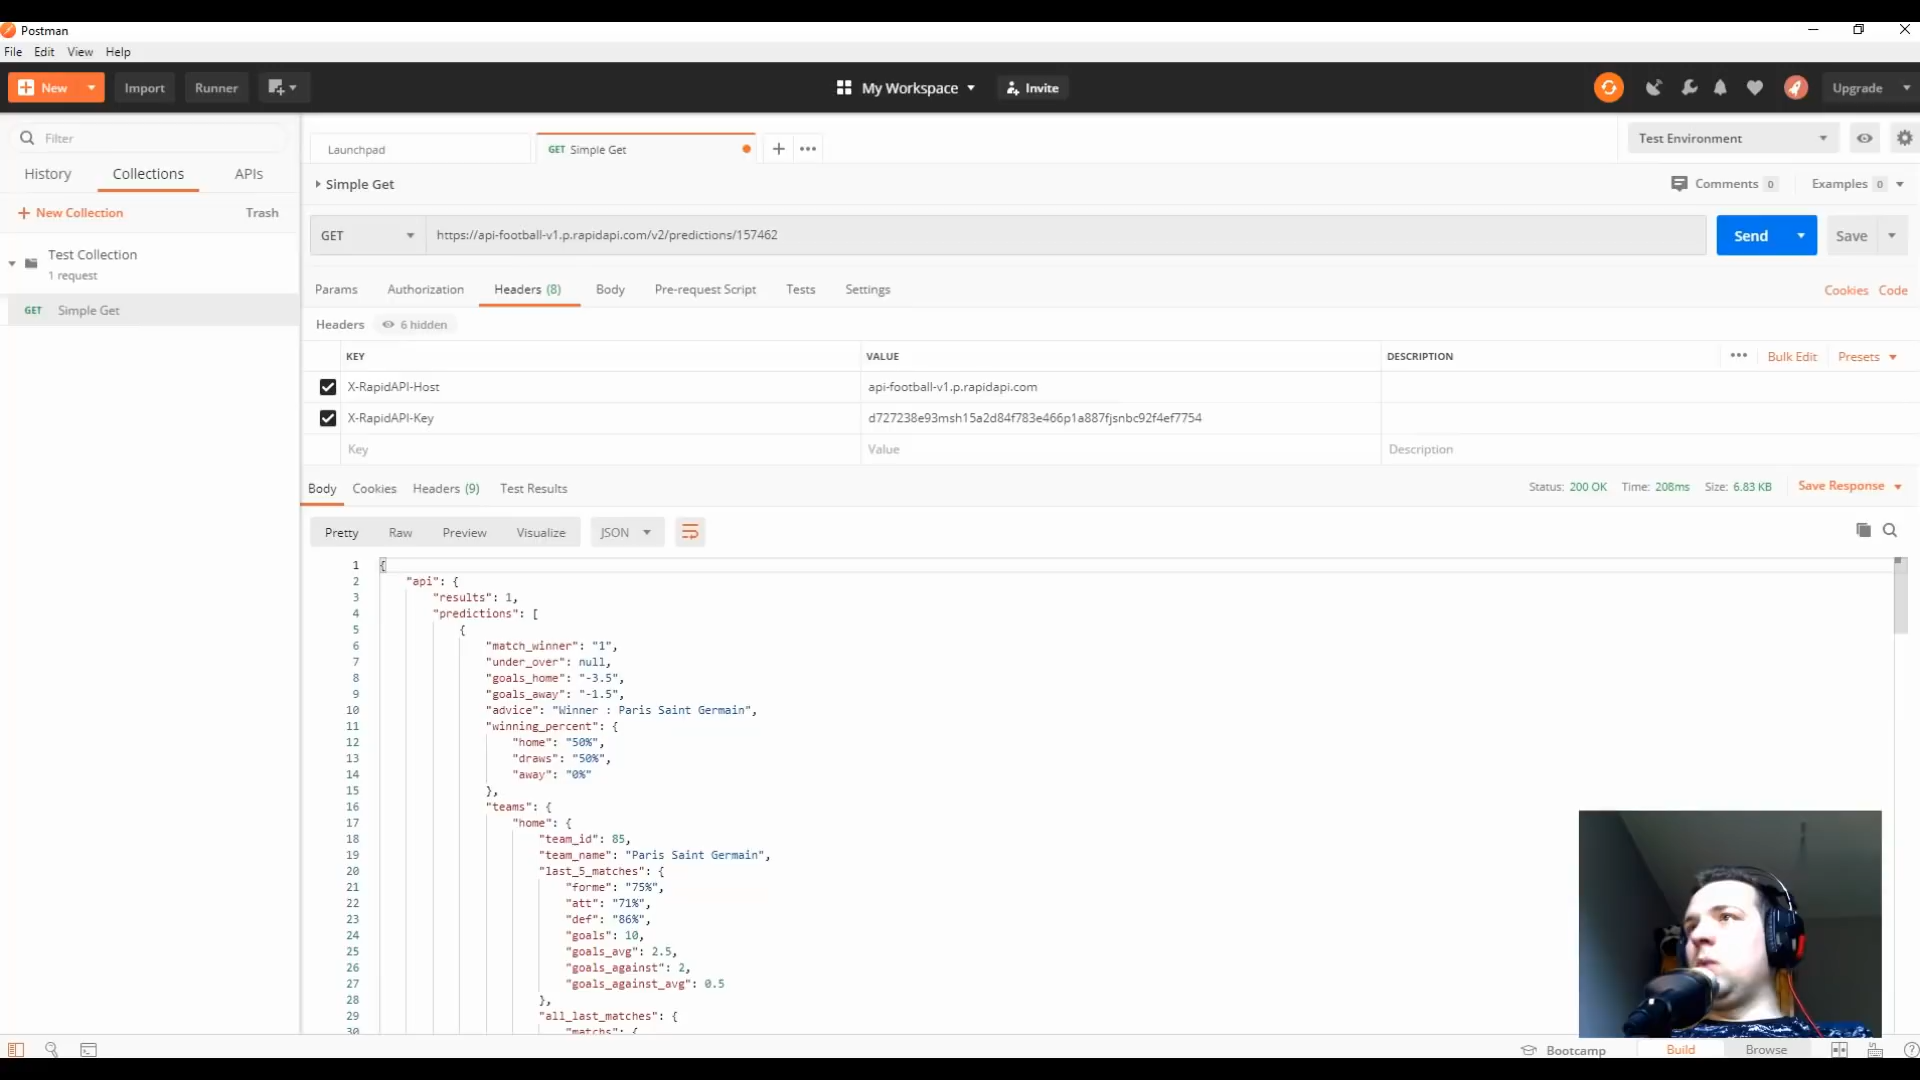 Postman
File Edit View Help
New Import Runner My Workspace Invite Upgrade
Filter
Launchpad GET Simple Get ••• Test Environment
History Collections APIs
Simple Get Comments 0 Examples 0
+ New Collection Trash
GET https://api-football-v1.p.rapidapi.com/v2/predictions/157462 Send Save
Test Collection
1 request
Params Authorization Headers (8) Body Pre-request Script Tests Settings Cookies Code
GET Simple Get
Headers 6 hidden
KEY VALUE DESCRIPTION ••• Bulk Edit Presets
X-RapidAPI-Host api-football-v1.p.rapidapi.com
X-RapidAPI-Key d727238e93msh15a2d84f783e466p1a887fjsnbc92f4ef7754
Key Value Description
Body Cookies Headers (9) Test Results Status: 200 OK Time: 208ms Size: 6.83 KB Save Response
Pretty Raw Preview Visualize JSON
1 {
2 "api": {
3 "results": 1,
4 "predictions": [
5 {
6 "match_winner": "1",
7 "under_over": null,
8 "goals_home": "-3.5",
9 "goals_away": "-1.5",
10 "advice": "Winner : Paris Saint Germain",
11 "winning_percent": {
12 "home": "50%",
13 "draws": "50%",
14 "away": "0%"
15 },
16 "teams": {
17 "home": {
18 "team_id": 85,
19 "team_name": "Paris Saint Germain",
20 "last_5_matches": {
21 "forme": "75%",
22 "att": "71%",
23 "def": "86%",
24 "goals": 10,
25 "goals_avg": 2.5,
26 "goals_against": 2,
27 "goals_against_avg": 0.5
28 },
29 "all_last_matches": {
30 "matchs": {
Bootcamp Build Browse